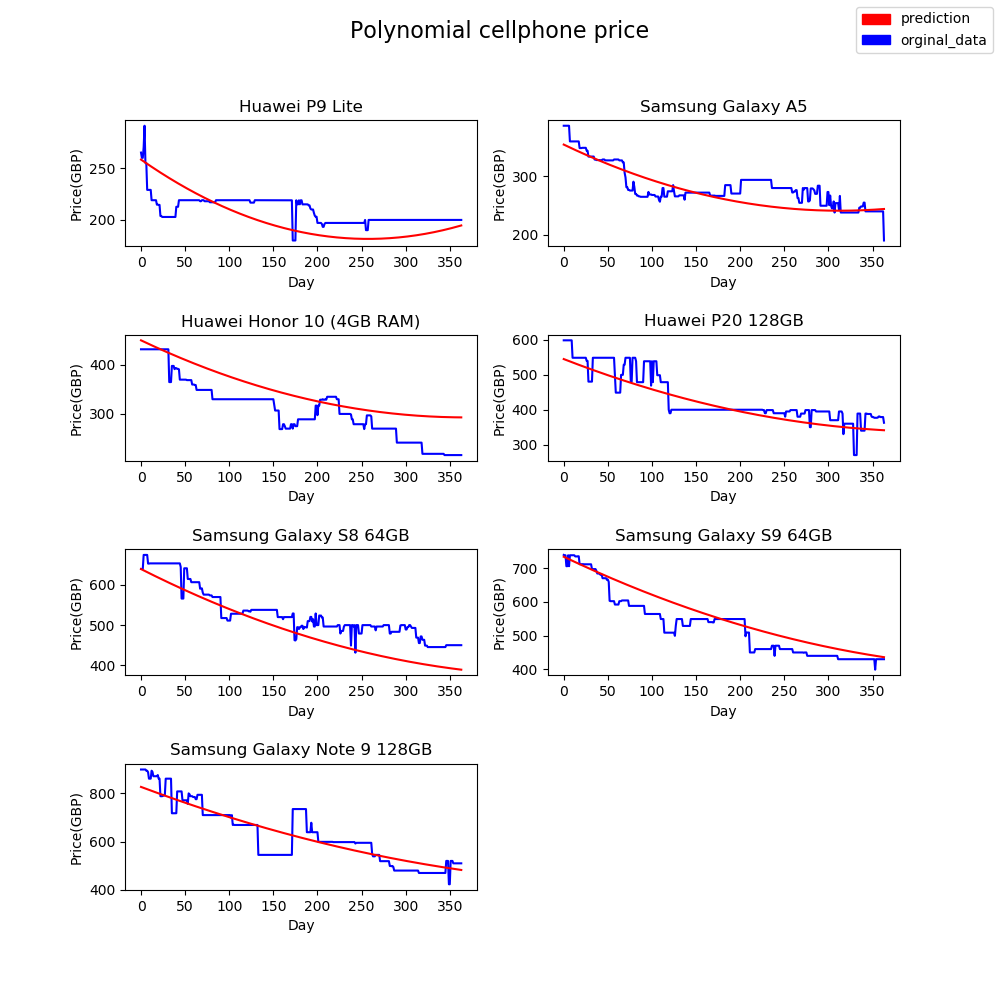 Polynomial cellphone price
prediction
orginal_data
Huawei P9 Lite
Price(GBP)
250
200
0 50 100 150 200 250 300 350
Day
Samsung Galaxy A5
Price(GBP)
300
200
0 50 100 150 200 250 300 350
Day
Huawei Honor 10 (4GB RAM)
Price(GBP)
400
300
0 50 100 150 200 250 300 350
Day
Huawei P20 128GB
Price(GBP)
600
500
400
300
0 50 100 150 200 250 300 350
Day
Samsung Galaxy S8 64GB
Price(GBP)
600
500
400
0 50 100 150 200 250 300 350
Day
Samsung Galaxy S9 64GB
Price(GBP)
700
600
500
400
0 50 100 150 200 250 300 350
Day
Samsung Galaxy Note 9 128GB
Price(GBP)
800
600
400
0 50 100 150 200 250 300 350
Day